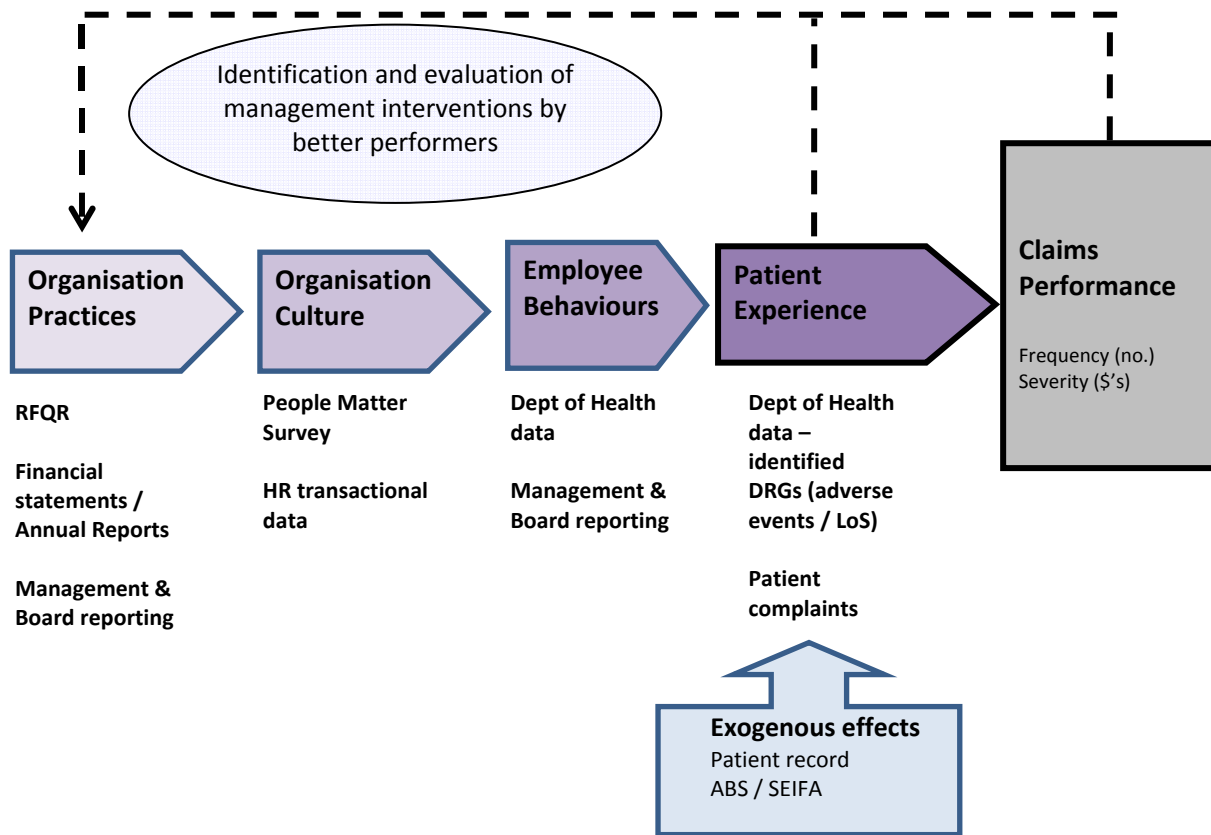 Identification and evaluation of
management interventions by
better performers
Organisation
Practices
Organisation
Culture
Employee
Behaviours
Patient
Experience
Claims
Performance
Frequency (no.)
Severity ($’s)
RFQR
Financial
statements /
Annual Reports
Management &
Board reporting
People Matter
Survey
HR transactional
data
Dept of Health
data
Management &
Board reporting
Dept of Health
data –
identified
DRGs (adverse
events / LoS)
Patient
complaints
Exogenous effects
Patient record
ABS / SEIFA